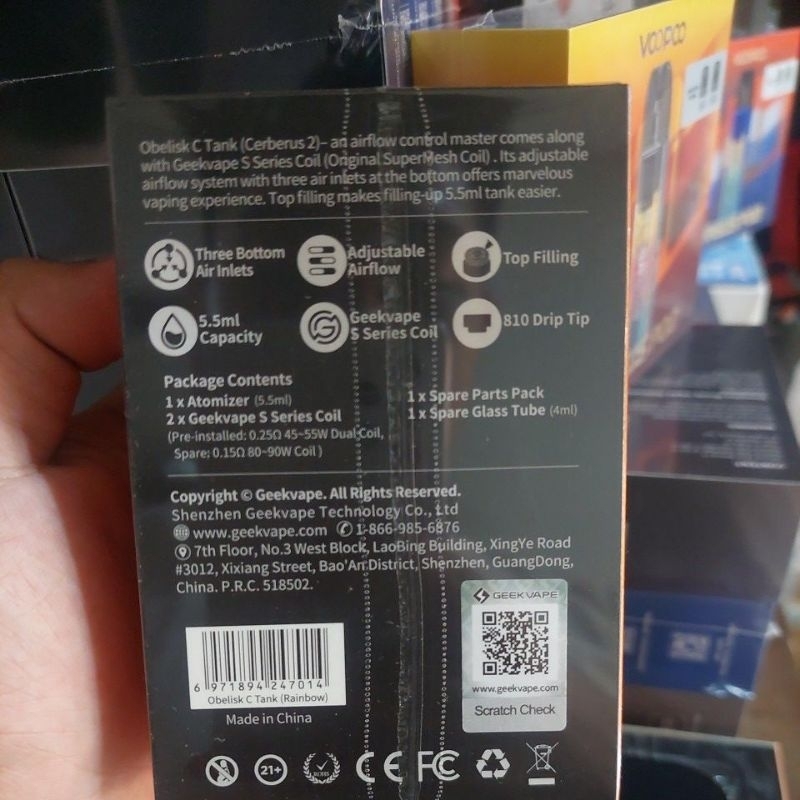 VOOPOO
Obelisk C Tank (Cerberus 2)– an airflow control master comes along
with Geekvape S Series Coil (Original SuperMesh Coil) . Its adjustable
airflow system with three air inlets at the bottom offers marvelous
vaping experience. Top filling makes filling-up 5.5ml tank easier.
Three Bottom
Air Inlets
Adjustable
Airflow
Top Filling
5.5ml
Capacity
Geekvape
S Series Coil
810 Drip Tip
Package Contents
1 x Atomizer (5.5ml)
2 x Geekvape S Series Coil
(Pre-installed: 0.25Ω 45~55W Dual Coil,
Spare: 0.15Ω 80~90W Coil )
1 x Spare Parts Pack
1 x Spare Glass Tube (4ml)
Copyright © Geekvape. All Rights Reserved.
Shenzhen Geekvape Technology Co., Ltd
www.geekvape.com 1-866-985-6876
7th Floor, No.3 West Block, LaoBing Building, XingYe Road
#3012, Xixiang Street, Bao'An District, Shenzhen, GuangDong,
China. P.R.C. 518502.
6 971894 247014
Obelisk C Tank (Rainbow)
Made in China
GEEKVAPE
www.geekvape.com
Scratch Check
21+
ROHS
CE FC